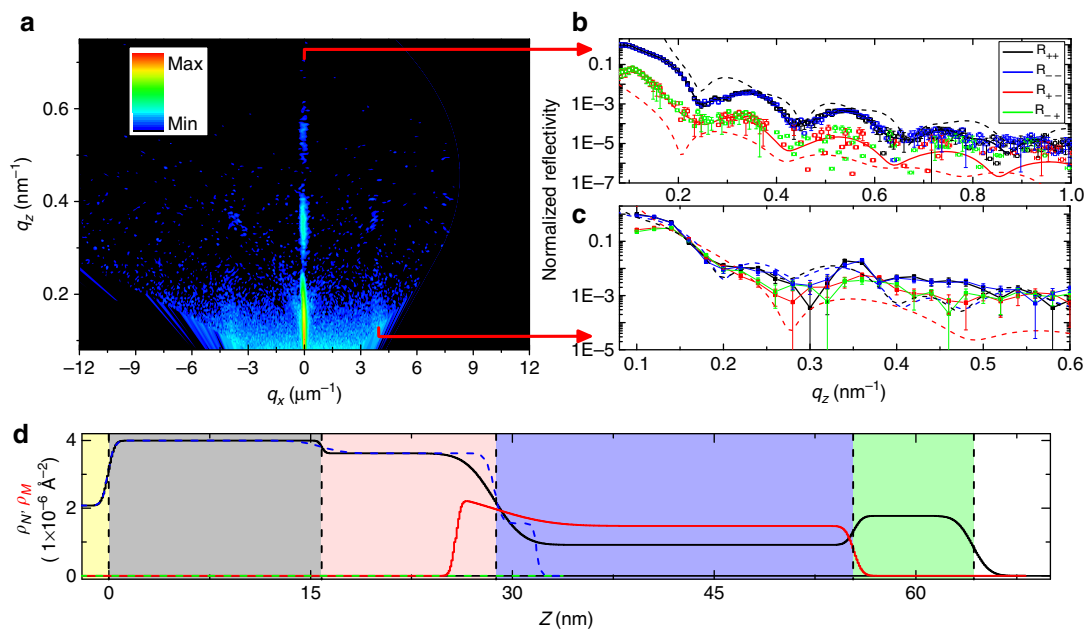 a
b
c
d
Max
Min
0.6
0.4
0.2
q_z (nm⁻¹)
−12 −9 −6 −3 0 3 6 9 12
q_x (μm⁻¹)
Normalized reflectivity
0.1
1E−3
1E−5
1E−7
R₊₊
R₋₋
R₊₋
R₋₊
0.2 0.4 0.6 0.8 1.0
0.1
1E−3
1E−5
0.1 0.2 0.3 0.4 0.5 0.6
q_z (nm⁻¹)
ρ_N, ρ_M
(1×10⁻⁶ Å⁻²)
4
2
0
0 15 30 45 60
Z (nm)